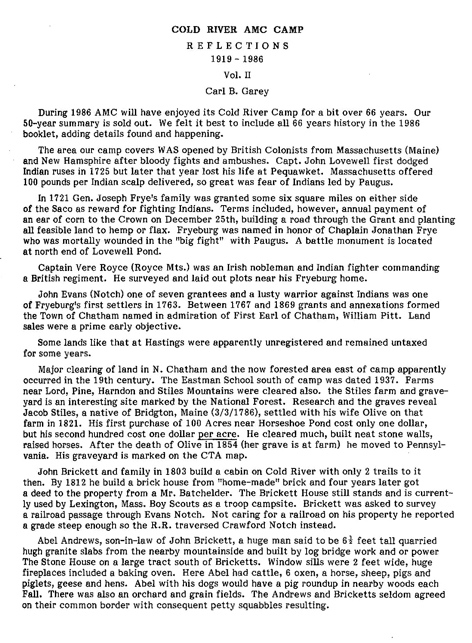 COLD RIVER AMC CAMP
R E F L E C T I O N S
1919 - 1986
Vol. II
Carl B. Garey
During 1986 AMC will have enjoyed its Cold River Camp for a bit over 66 years. Our
50-year summary is sold out. We felt it best to include all 66 years history in the 1986
booklet, adding details found and happening.
The area our camp covers WAS opened by British Colonists from Massachusetts (Maine)
and New Hamsphire after bloody fights and ambushes. Capt. John Lovewell first dodged
Indian ruses in 1725 but later that year lost his life at Pequawket. Massachusetts offered
100 pounds per Indian scalp delivered, so great was fear of Indians led by Paugus.
In 1721 Gen. Joseph Frye's family was granted some six square miles on either side
of the Saco as reward for fighting Indians. Terms included, however, annual payment of
an ear of corn to the Crown on December 25th, building a road through the Grant and planting
all feasible land to hemp or flax. Fryeburg was named in honor of Chaplain Jonathan Frye
who was mortally wounded in the "big fight" with Paugus. A battle monument is located
at north end of Lovewell Pond.
Captain Vere Royce (Royce Mts.) was an Irish nobleman and Indian fighter commanding
a British regiment. He surveyed and laid out plots near his Fryeburg home.
John Evans (Notch) one of seven grantees and a lusty warrior against Indians was one
of Fryeburg's first settlers in 1763. Between 1767 and 1869 grants and annexations formed
the Town of Chatham named in admiration of First Earl of Chatham, William Pitt. Land
sales were a prime early objective.
Some lands like that at Hastings were apparently unregistered and remained untaxed
for some years.
Major clearing of land in N. Chatham and the now forested area east of camp apparently
occurred in the 19th century. The Eastman School south of camp was dated 1937. Farms
near Lord, Pine, Harndon and Stiles Mountains were cleared also. the Stiles farm and grave-
yard is an interesting site marked by the National Forest. Research and the graves reveal
Jacob Stiles, a native of Bridgton, Maine (3/3/1786), settled with his wife Olive on that
farm in 1821. His first purchase of 100 Acres near Horseshoe Pond cost only one dollar,
but his second hundred cost one dollar per acre. He cleared much, built neat stone walls,
raised horses. After the death of Olive in 1854 (her grave is at farm) he moved to Pennsyl-
vania. His graveyard is marked on the CTA map.
John Brickett and family in 1803 build a cabin on Cold River with only 2 trails to it
then. By 1812 he build a brick house from "home-made" brick and four years later got
a deed to the property from a Mr. Batchelder. The Brickett House still stands and is current-
ly used by Lexington, Mass. Boy Scouts as a troop campsite. Brickett was asked to survey
a railroad passage through Evans Notch. Not caring for a railroad on his property he reported
a grade steep enough so the R.R. traversed Crawford Notch instead.
Abel Andrews, son-in-law of John Brickett, a huge man said to be 6½ feet tall quarried
hugh granite slabs from the nearby mountainside and built by log bridge work and or power
The Stone House on a large tract south of Bricketts. Window sills were 2 feet wide, huge
fireplaces included a baking oven. Here Abel had cattle, 6 oxen, a horse, sheep, pigs and
piglets, geese and hens. Abel with his dogs would have a pig roundup in nearby woods each
Fall. There was also an orchard and grain fields. The Andrews and Bricketts seldom agreed
on their common border with consequent petty squabbles resulting.